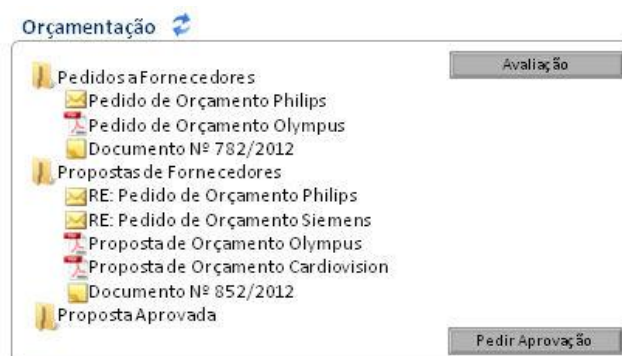 Orçamentação
Avaliação
Pedidos a Fornecedores
Pedido de Orçamento Philips
Pedido de Orçamento Olympus
Documento Nº 782/2012
Propostas de Fornecedores
RE: Pedido de Orçamento Philips
RE: Pedido de Orçamento Siemens
Proposta de Orçamento Olympus
Proposta de Orçamento Cardiovision
Documento Nº 852/2012
Proposta Aprovada
Pedir Aprovação